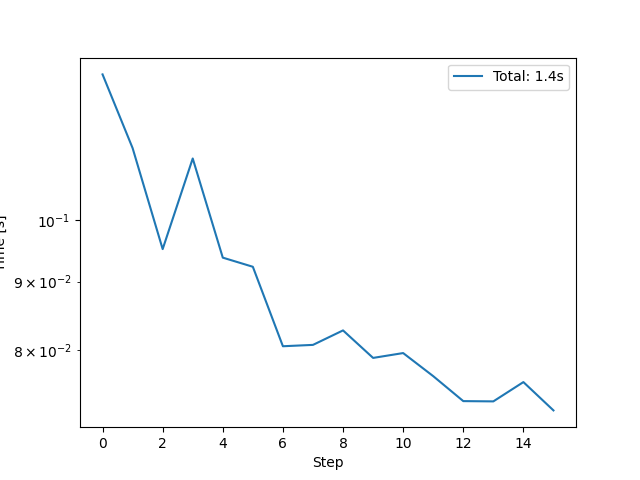 Total: 1.4s
Time [s]
10⁻¹
9 × 10⁻²
8 × 10⁻²
0 2 4 6 8 10 12 14
Step